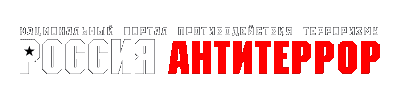 НАЦИОНАЛЬНЫЙ ПОРТАЛ ПРОТИВОДЕЙСТВИЯ ТЕРРОРИЗМУ
РОССИЯ АНТИТЕРРОР